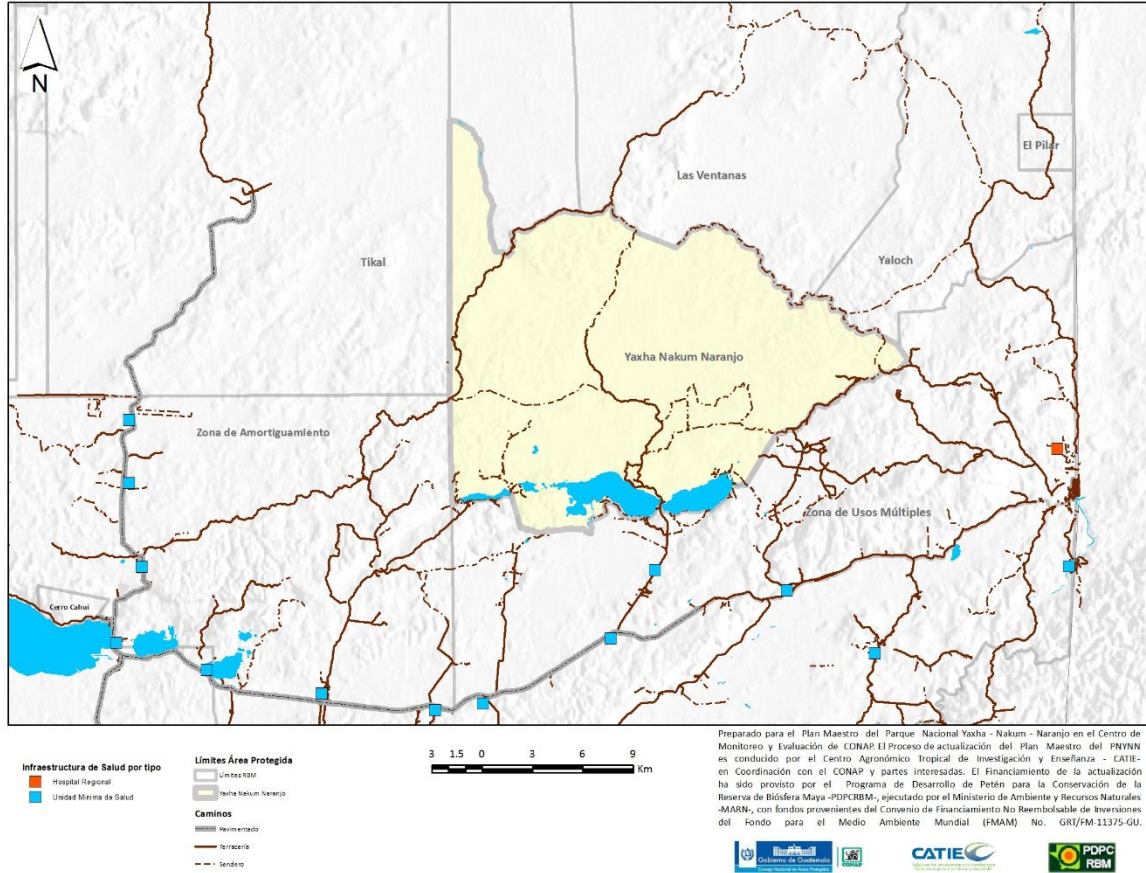 N
Las Ventanas
El Pilar
Tikal
Yaloch
Yaxha Nakum Naranjo
Zona de Amortiguamiento
Zona de Usos Múltiples
Cerro Cahui
Infraestructura de Salud por tipo
Hospital Regional
Unidad Minima de Salud
Límites Área Protegida
Límites RBM
Yaxha Nakum Naranjo
Caminos
Pavimentado
Terracería
Sendero
3 1.5 0 3 6 9
Km
Preparado para el Plan Maestro del Parque Nacional Yaxha - Nakum - Naranjo en el Centro de
Monitoreo y Evaluación de CONAP. El Proceso de actualización del Plan Maestro del PNYNN
es conducido por el Centro Agronómico Tropical de Investigación y Enseñanza - CATIE-
en Coordinación con el CONAP y partes interesadas. El Financiamiento de la actualización
ha sido provisto por el Programa de Desarrollo de Petén para la Conservación de la
Reserva de Biósfera Maya -PDPCRBM-, ejecutado por el Ministerio de Ambiente y Recursos Naturales
-MARN-, con fondos provenientes del Convenio de Financiamiento No Reembolsable de Inversiones
del Fondo para el Medio Ambiente Mundial (FMAM) No. GRT/FM-11375-GU.
Gobierno de Guatemala
Consejo Nacional de Areas Protegidas
CONAP
CATIE
PDPC
RBM